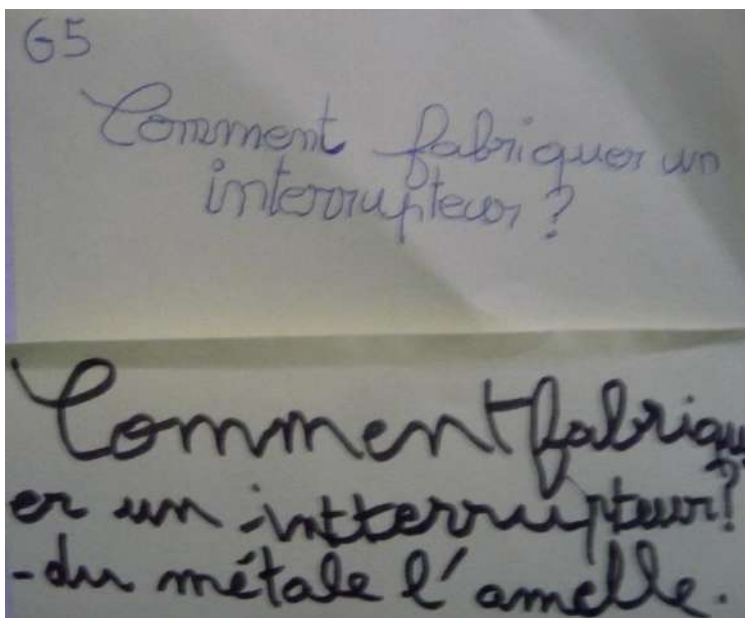 G5
Comment fabriquer un
interrupteur ?
Comment fabriqu
er un intterrupteur?
-du métale l'amelle.